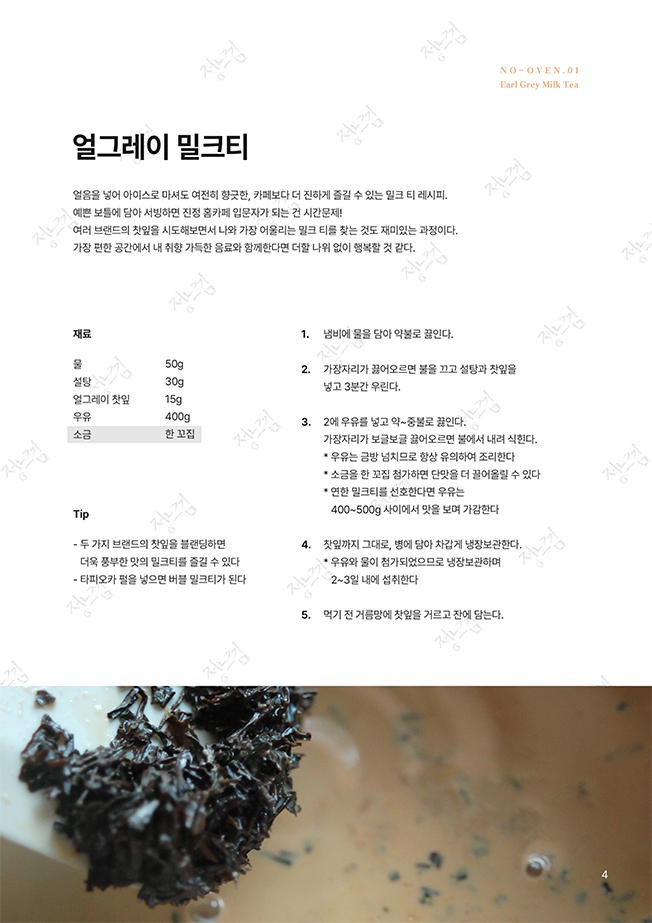 NO-OVEN.01
Earl Grey Milk Tea
얼그레이 밀크티
얼음을 넣어 아이스로 마셔도 여전히 향긋한, 카페보다 더 진하게 즐길 수 있는 밀크 티 레시피.
예쁜 보틀에 담아 서빙하면 진정 홈카페 입문자가 되는 건 시간문제!
여러 브랜드의 찻잎을 시도해보면서 나와 가장 어울리는 밀크 티를 찾는 것도 재미있는 과정이다.
가장 편한 공간에서 내 취향 가득한 음료와 함께한다면 더할 나위 없이 행복할 것 같다.
재료
물 50g
설탕 30g
얼그레이 찻잎 15g
우유 400g
소금 한 꼬집
Tip
- 두 가지 브랜드의 찻잎을 블랜딩하면
더욱 풍부한 맛의 밀크티를 즐길 수 있다
- 타피오카 펄을 넣으면 버블 밀크티가 된다
1. 냄비에 물을 담아 약불로 끓인다.
2. 가장자리가 끓어오르면 불을 끄고 설탕과 찻잎을
넣고 3분간 우린다.
3. 2에 우유를 넣고 약~중불로 끓인다.
가장자리가 보글보글 끓어오르면 불에서 내려 식힌다.
* 우유는 금방 넘치므로 항상 유의하여 조리한다
* 소금을 한 꼬집 첨가하면 단맛을 더 끌어올릴 수 있다
* 연한 밀크티를 선호한다면 우유는
400~500g 사이에서 맛을 보며 가감한다
4. 찻잎까지 그대로, 병에 담아 차갑게 냉장보관한다.
* 우유와 물이 첨가되었으므로 냉장보관하며
2~3일 내에 섭취한다
5. 먹기 전 거름망에 찻잎을 거르고 잔에 담는다.
4